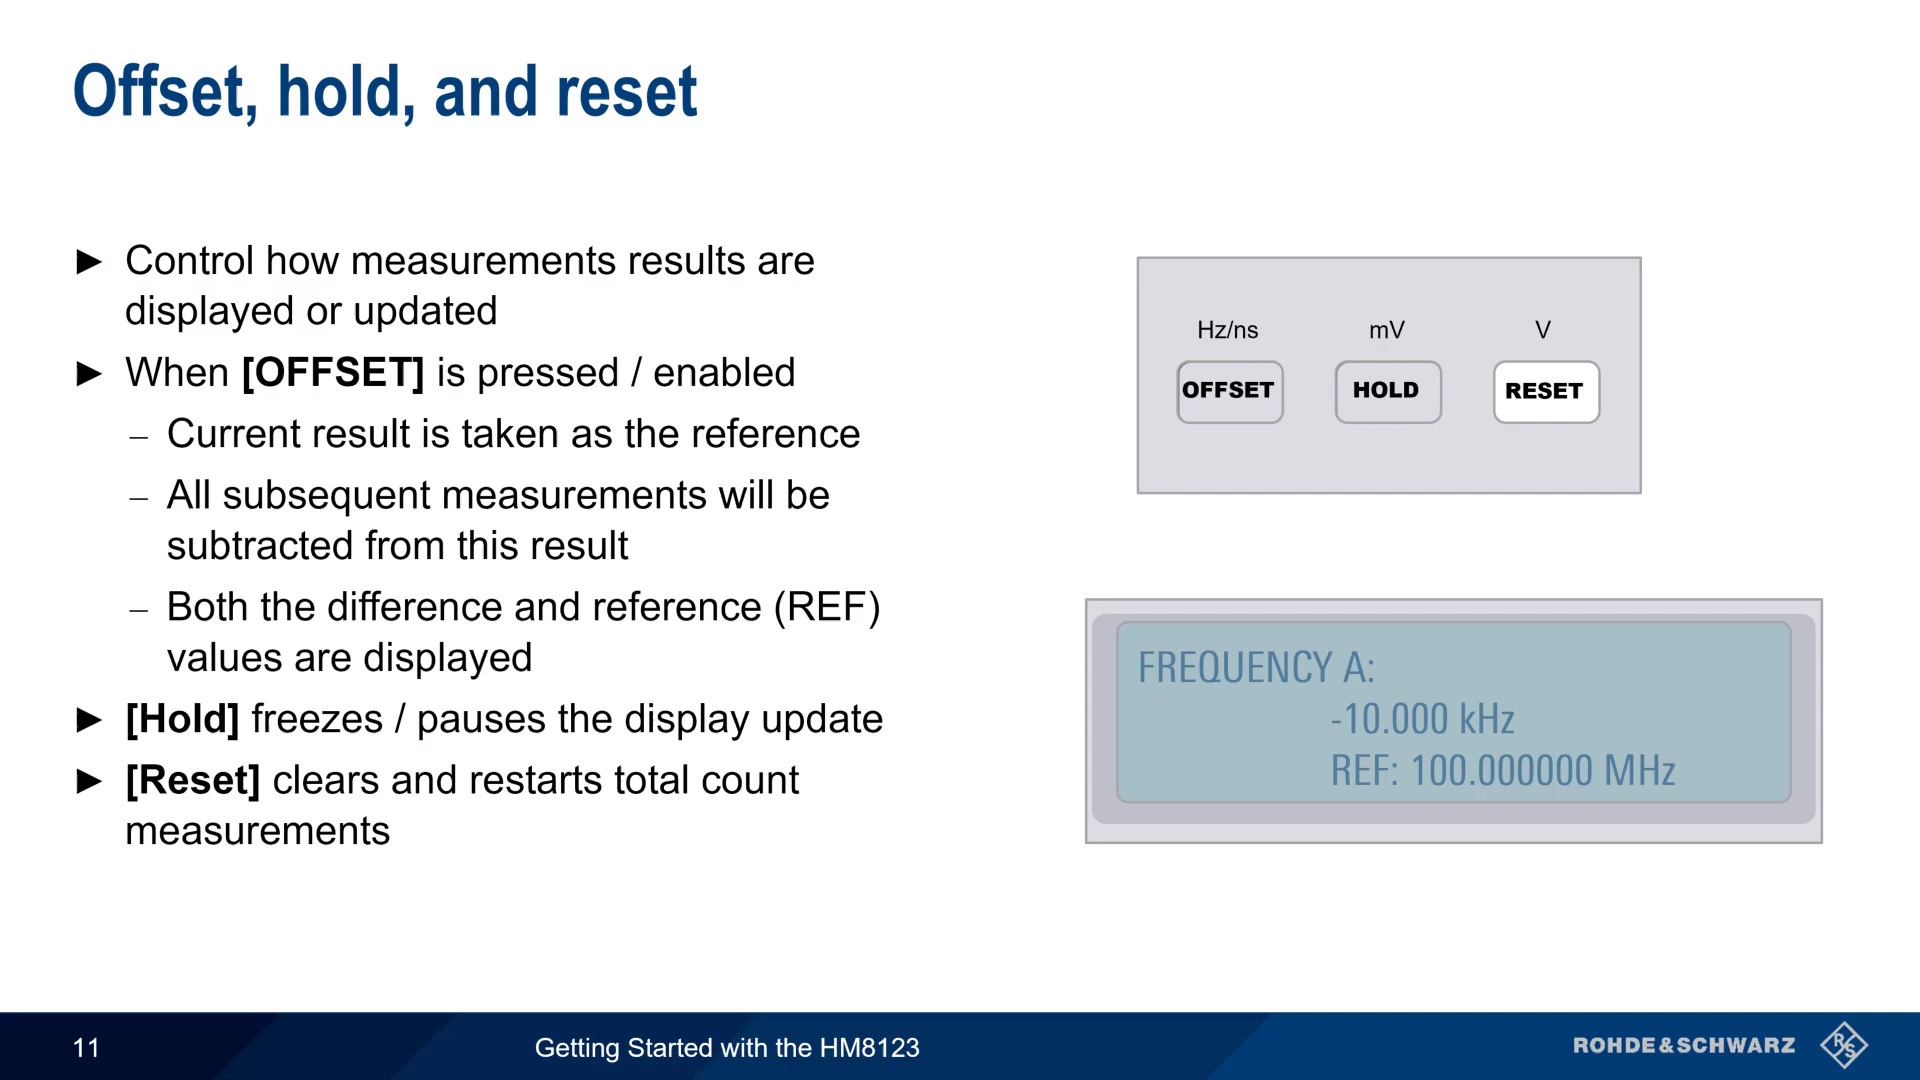 Offset, hold, and reset
► Control how measurements results are
displayed or updated
► When [OFFSET] is pressed / enabled
– Current result is taken as the reference
– All subsequent measurements will be
subtracted from this result
– Both the difference and reference (REF)
values are displayed
► [Hold] freezes / pauses the display update
► [Reset] clears and restarts total count
measurements
Hz/ns mV V
OFFSET HOLD RESET
FREQUENCY A:
-10.000 kHz
REF: 100.000000 MHz
11 Getting Started with the HM8123 ROHDE&SCHWARZ R&S